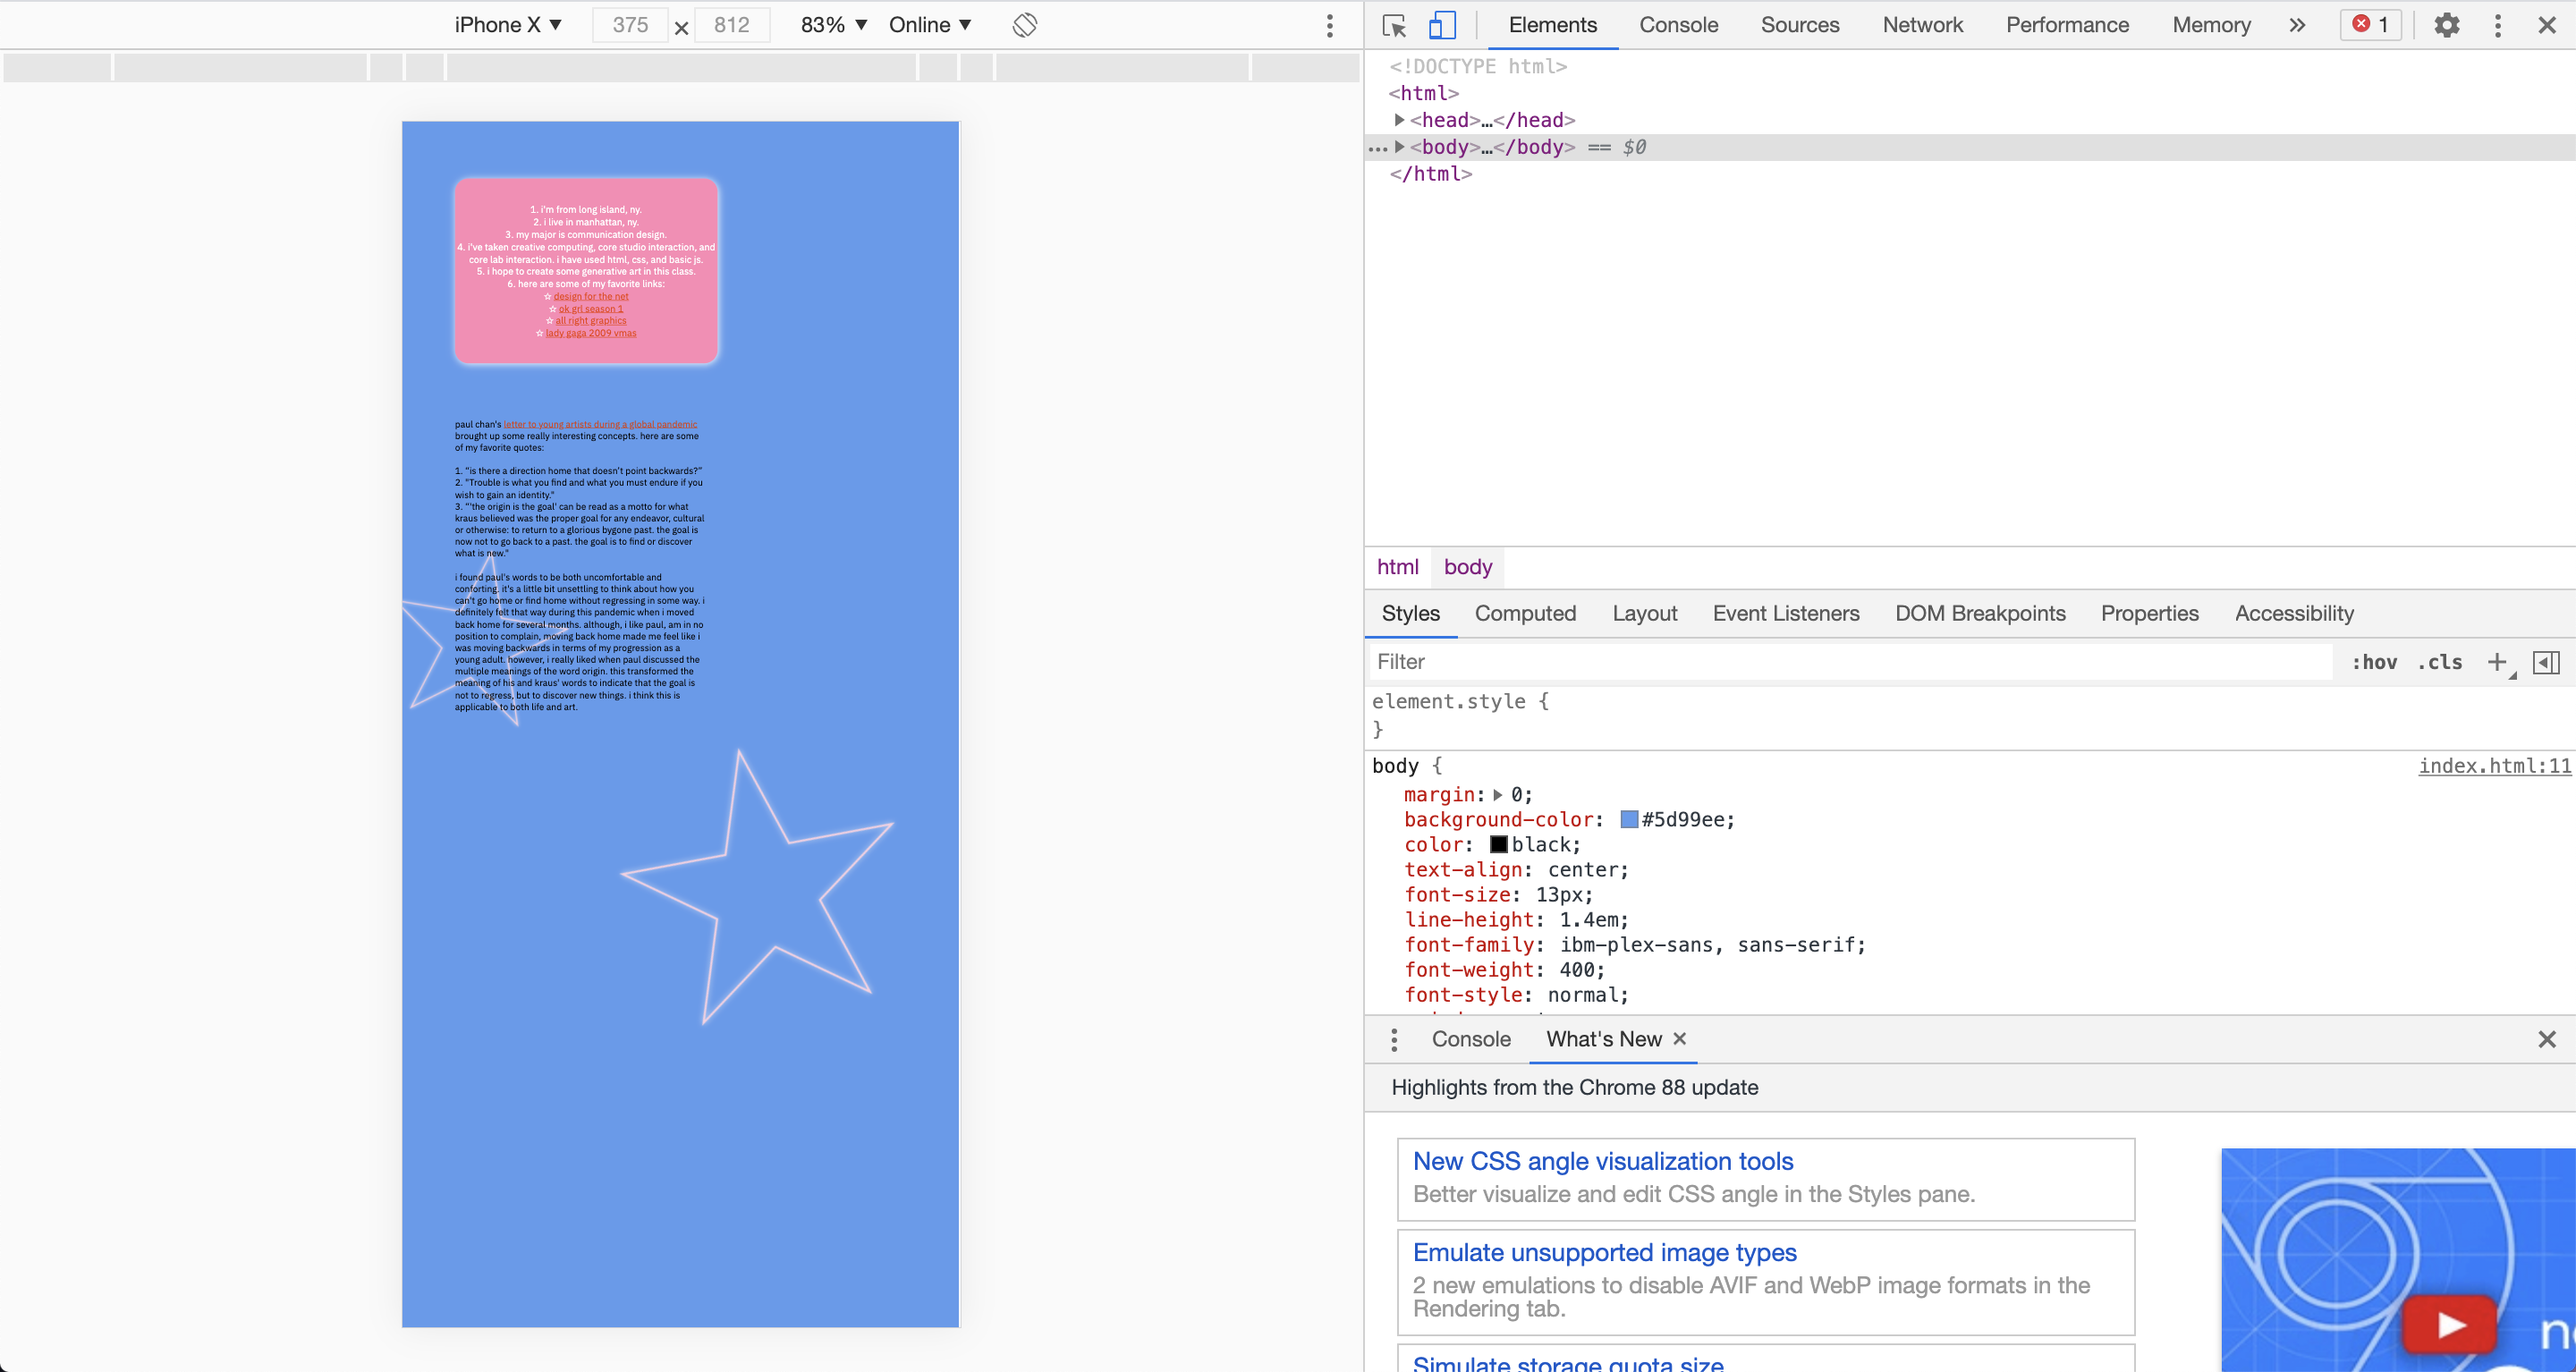 iPhone X ▼ 375 × 812 83% ▼ Online ▼
Elements Console Sources Network Performance Memory » 1
1. i'm from long island, ny.
2. i live in manhattan, ny.
3. my major is communication design.
4. i've taken creative computing, core studio interaction, and
core lab interaction. i have used html, css, and basic js.
5. i hope to create some generative art in this class.
6. here are some of my favorite links:
☆ design for the net
☆ ok grl season 1
☆ all right graphics
☆ lady gaga 2009 vmas
paul chan's letter to young artists during a global pandemic
brought up some really interesting concepts. here are some
of my favorite quotes:
1. "is there a direction home that doesn't point backwards?"
2. "Trouble is what you find and what you must endure if you
wish to gain an identity."
3. "'the origin is the goal' can be read as a motto for what
kraus believed was the proper goal for any endeavor, cultural
or otherwise: to return to a glorious bygone past. the goal is
now not to go back to a past. the goal is to find or discover
what is new."
i found paul's words to be both uncomfortable and
conforting. it's a little bit unsettling to think about how you
can't go home or find home without regressing in some way. i
definitely felt that way during this pandemic when i moved
back home for several months. although, i like paul, am in no
position to complain, moving back home made me feel like i
was moving backwards in terms of my progression as a
young adult. however, i really liked when paul discussed the
multiple meanings of the word origin. this transformed the
meaning of his and kraus' words to indicate that the goal is
not to regress, but to discover new things. i think this is
applicable to both life and art.
<!DOCTYPE html>
<html>
▶<head>…</head>
… ▶<body>…</body> == $0
</html>
html body
Styles Computed Layout Event Listeners DOM Breakpoints Properties Accessibility
Filter :hov .cls +
element.style {
}
body { index.html:11
margin: ▶ 0;
background-color: #5d99ee;
color: black;
text-align: center;
font-size: 13px;
line-height: 1.4em;
font-family: ibm-plex-sans, sans-serif;
font-weight: 400;
font-style: normal;
Console What's New ×
Highlights from the Chrome 88 update
New CSS angle visualization tools
Better visualize and edit CSS angle in the Styles pane.
Emulate unsupported image types
2 new emulations to disable AVIF and WebP image formats in the
Rendering tab.
Simulate storage quota size